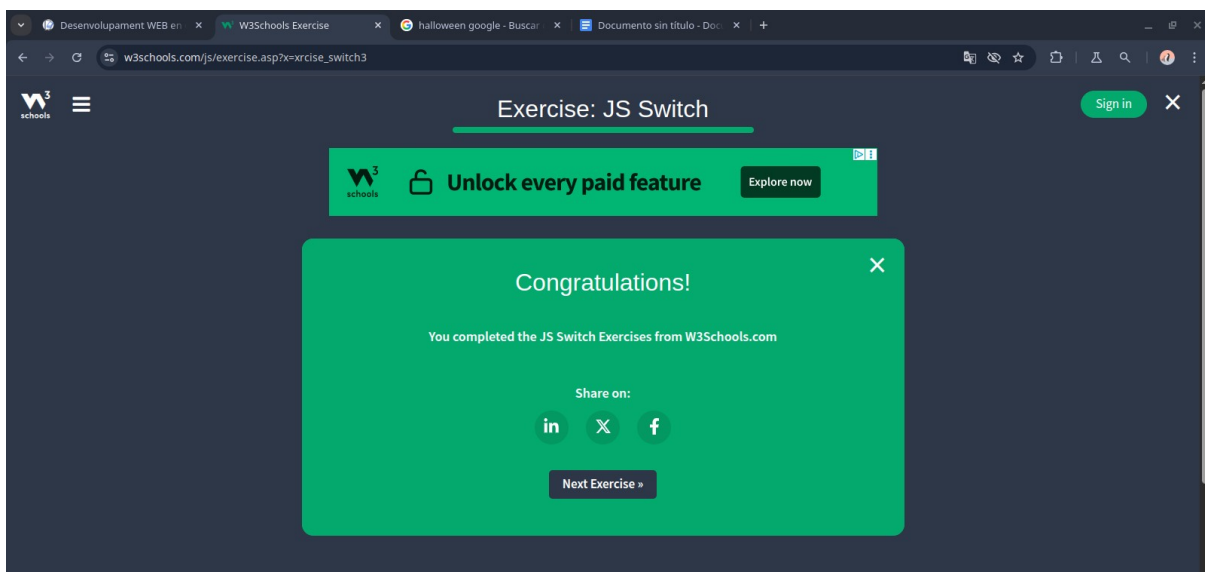 Desenvolupament WEB en
W3Schools Exercise
halloween google - Buscar
Documento sin título - Doc
w3schools.com/js/exercise.asp?x=xrcise_switch3
W3 schools
Exercise: JS Switch
Sign in
W3 schools
Unlock every paid feature
Explore now
Congratulations!
You completed the JS Switch Exercises from W3Schools.com
Share on:
in X f
Next Exercise »